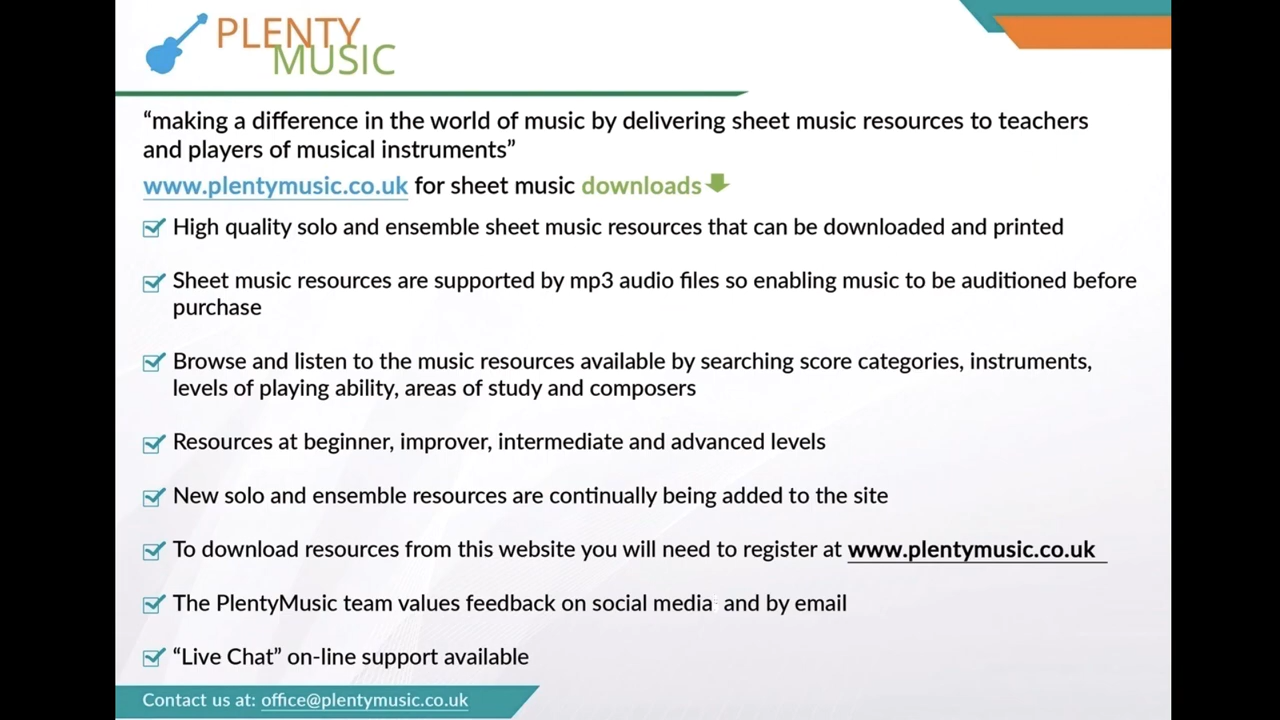 PLENTY
MUSIC
“making a difference in the world of music by delivering sheet music resources to teachers
and players of musical instruments”
www.plentymusic.co.uk for sheet music downloads
High quality solo and ensemble sheet music resources that can be downloaded and printed
Sheet music resources are supported by mp3 audio files so enabling music to be auditioned before
purchase
Browse and listen to the music resources available by searching score categories, instruments,
levels of playing ability, areas of study and composers
Resources at beginner, improver, intermediate and advanced levels
New solo and ensemble resources are continually being added to the site
To download resources from this website you will need to register at www.plentymusic.co.uk
The PlentyMusic team values feedback on social media and by email
“Live Chat” on-line support available
Contact us at: office@plentymusic.co.uk